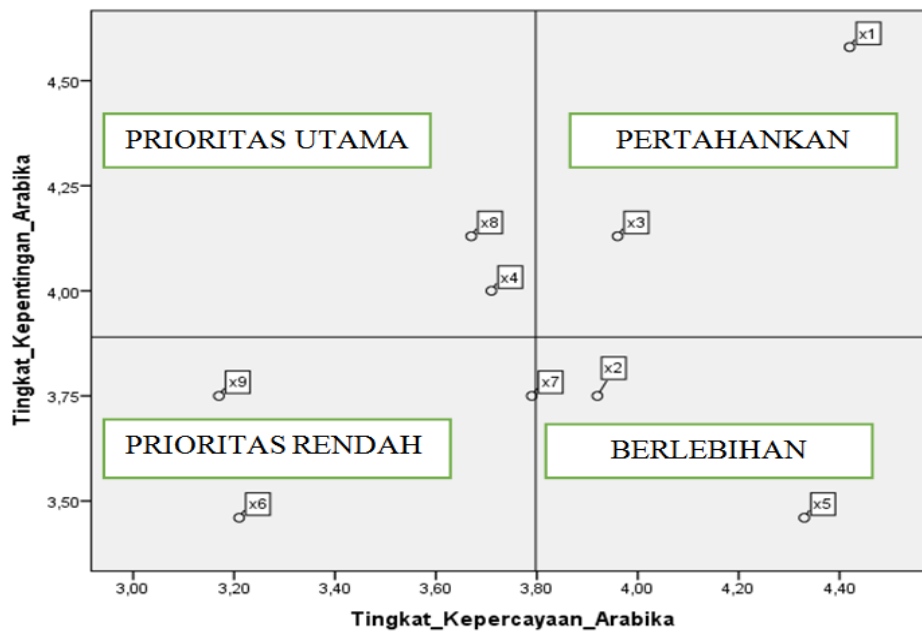 x1
4,50
PRIORITAS UTAMA
PERTAHANKAN
4,25
x8
x3
x4
4,00
Tingkat_Kepentingan_Arabika
x2
x9
x7
3,75
PRIORITAS RENDAH
BERLEBIHAN
x6
x5
3,50
3,00 3,20 3,40 3,60 3,80 4,00 4,20 4,40
Tingkat_Kepercayaan_Arabika